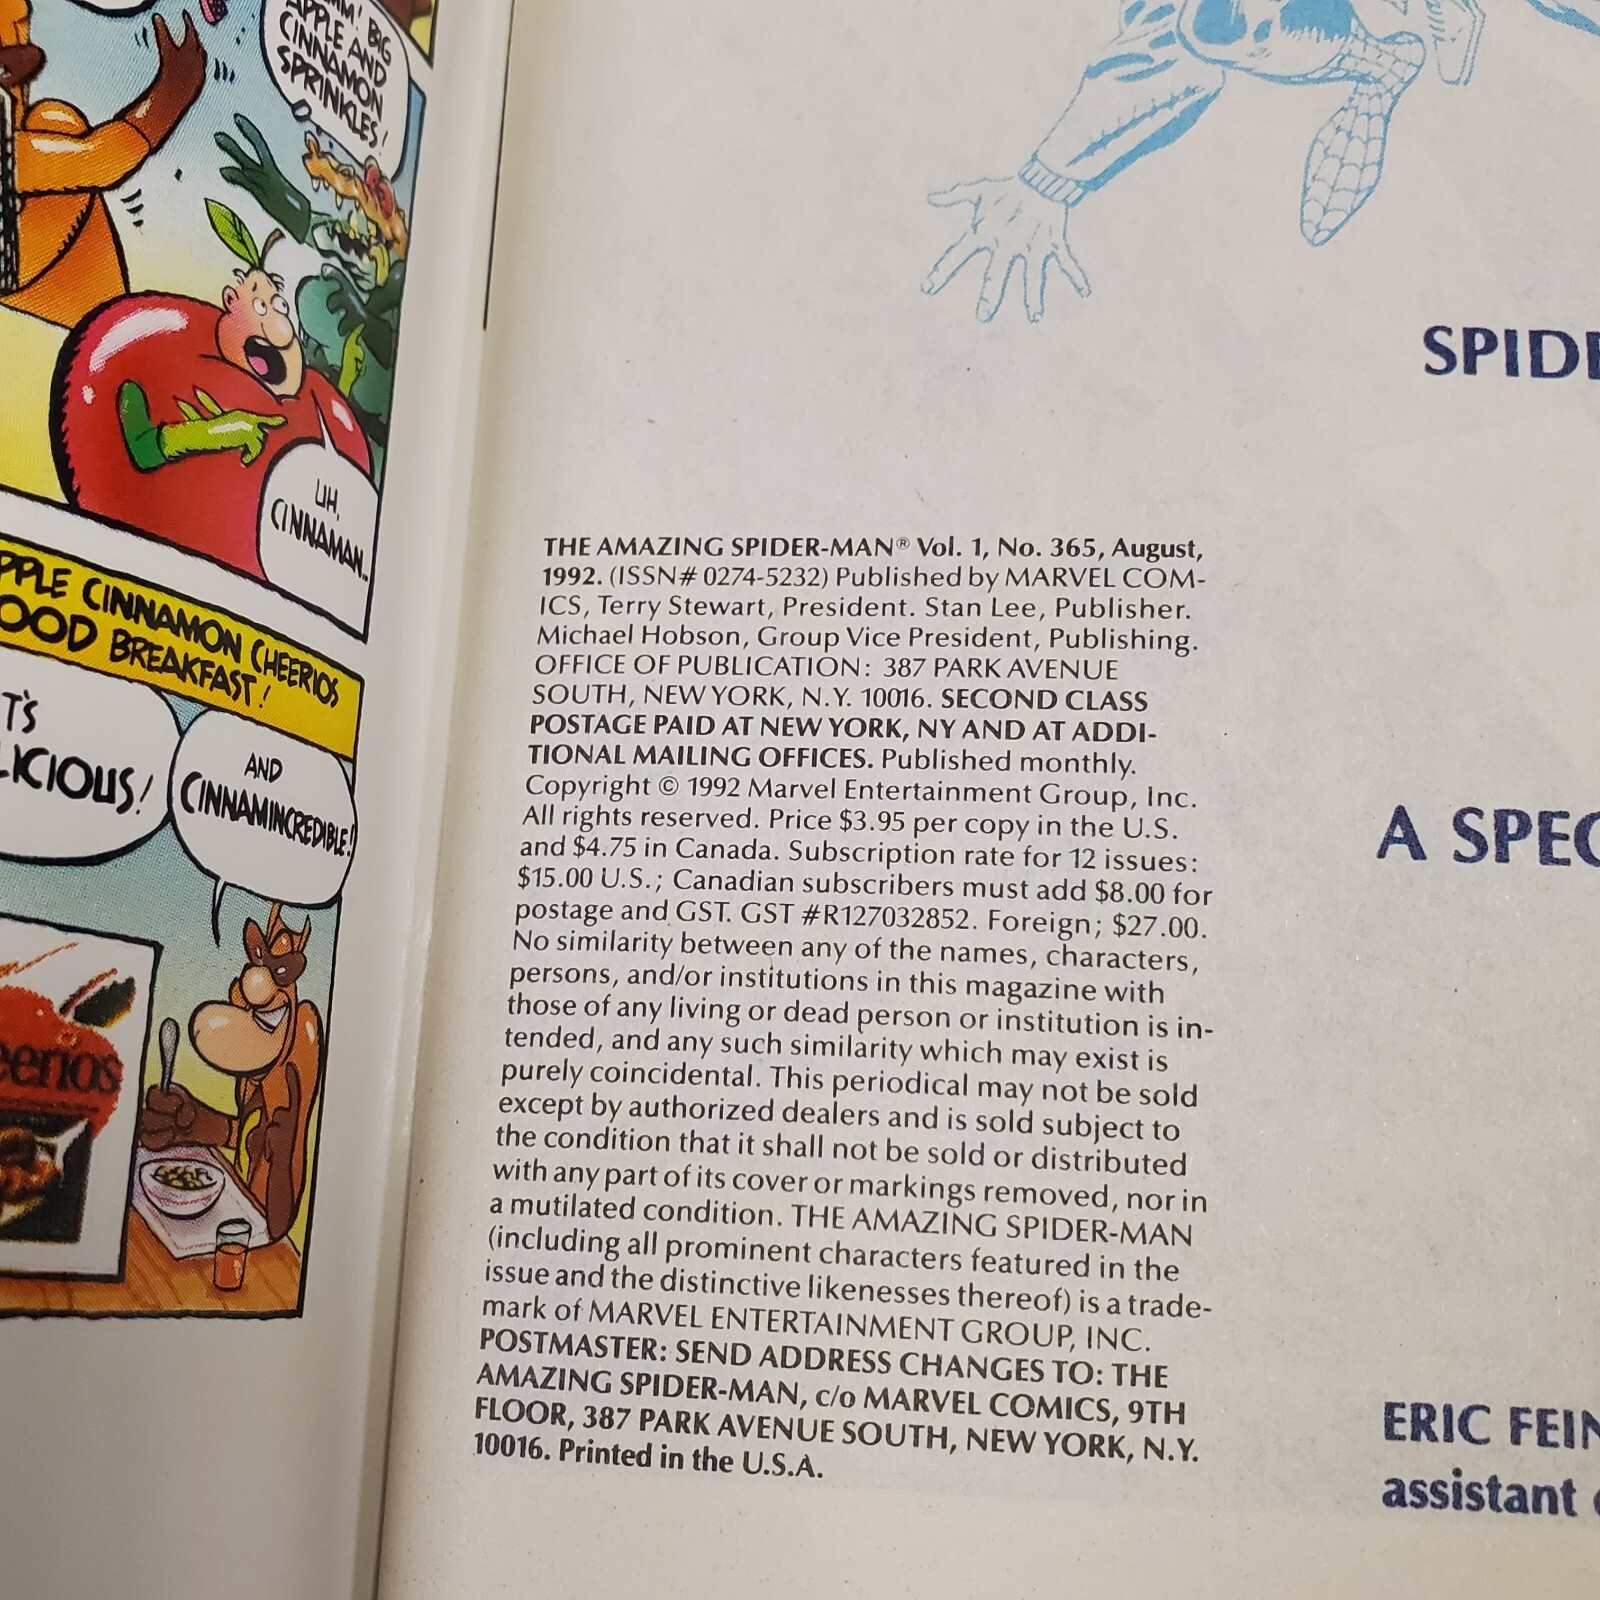 BIG
APPLE AND
CINNAMON
SPRINKLES!
UH,
CINNAMAN..
CINNAMON CHEERIOS
BREAKFAST!
AND
CINNAMINCREDIBLE!
THE AMAZING SPIDER-MAN® Vol. 1, No. 365, August,
1992. (ISSN# 0274-5232) Published by MARVEL COM-
ICS, Terry Stewart, President. Stan Lee, Publisher.
Michael Hobson, Group Vice President, Publishing.
OFFICE OF PUBLICATION: 387 PARK AVENUE
SOUTH, NEW YORK, N.Y. 10016. SECOND CLASS
POSTAGE PAID AT NEW YORK, NY AND AT ADDI-
TIONAL MAILING OFFICES. Published monthly.
Copyright © 1992 Marvel Entertainment Group, Inc.
All rights reserved. Price $3.95 per copy in the U.S.
and $4.75 in Canada. Subscription rate for 12 issues:
$15.00 U.S.; Canadian subscribers must add $8.00 for
postage and GST. GST #R127032852. Foreign; $27.00.
No similarity between any of the names, characters,
persons, and/or institutions in this magazine with
those of any living or dead person or institution is in-
tended, and any such similarity which may exist is
purely coincidental. This periodical may not be sold
except by authorized dealers and is sold subject to
the condition that it shall not be sold or distributed
with any part of its cover or markings removed, nor in
a mutilated condition. THE AMAZING SPIDER-MAN
(including all prominent characters featured in the
issue and the distinctive likenesses thereof) is a trade-
mark of MARVEL ENTERTAINMENT GROUP, INC.
POSTMASTER: SEND ADDRESS CHANGES TO: THE
AMAZING SPIDER-MAN, c/o MARVEL COMICS, 9TH
FLOOR, 387 PARK AVENUE SOUTH, NEW YORK, N.Y.
10016. Printed in the U.S.A.
SPIDE
A SPEC
ERIC FEIN
assistant